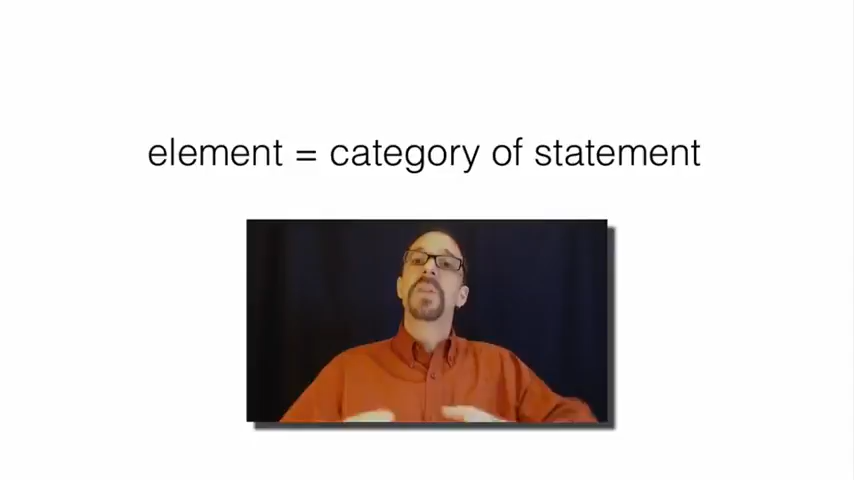 element = category of statement